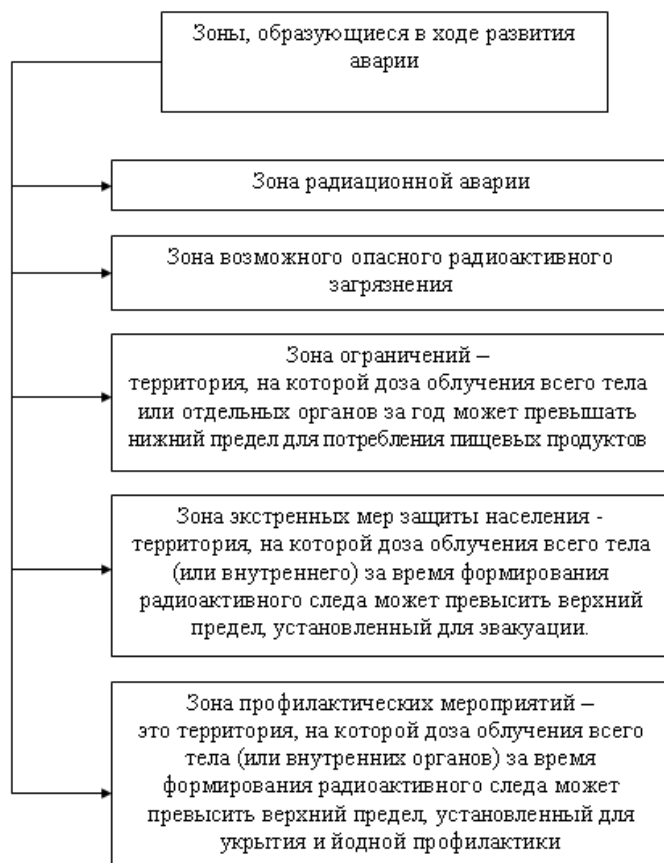 Зоны, образующиеся в ходе развития
аварии
Зона радиационной аварии
Зона возможного опасного радиоактивного
загрязнения
Зона ограничений –
территория, на которой доза облучения всего тела
или отдельных органов за год может превышать
нижний предел для потребления пищевых продуктов
Зона экстренных мер защиты населения -
территория, на которой доза облучения всего тела
(или внутреннего) за время формирования
радиоактивного следа может превысить верхний
предел, установленный для эвакуации.
Зона профилактических мероприятий –
это территория, на которой доза облучения всего
тела (или внутренних органов) за время
формирования радиоактивного следа может
превысить верхний предел, установленный для
укрытия и йодной профилактики